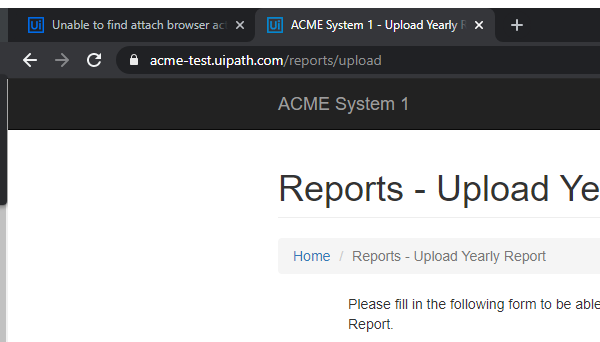 Ui Unable to find attach browser ac
Ui ACME System 1 - Upload Yearly R
acme-test.uipath.com/reports/upload
ACME System 1
Reports - Upload Ye
Home / Reports - Upload Yearly Report
Please fill in the following form to be able
Report.